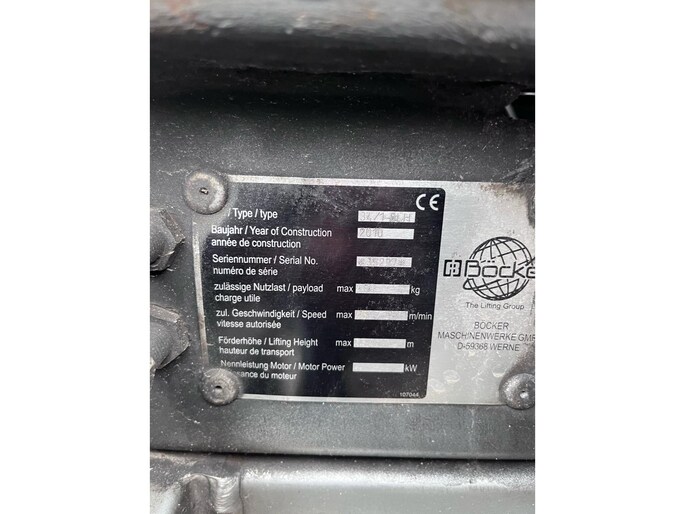 CE
/ Type / type
Baujahr / Year of Construction 2010
année de construction
Seriennummer / Serial No.
numéro de série
zulässige Nutzlast / payload max kg
charge utile
zul. Geschwindigkeit / Speed max m/min
vitesse autorisée
Förderhöhe / Lifting Height max m
hauteur de transport
Nennleistung Motor / Motor Power kW
du moteur
107044
Böcker
The Lifting Group
BÖCKER
MASCHINENWERKE GMBH
D-59368 WERNE